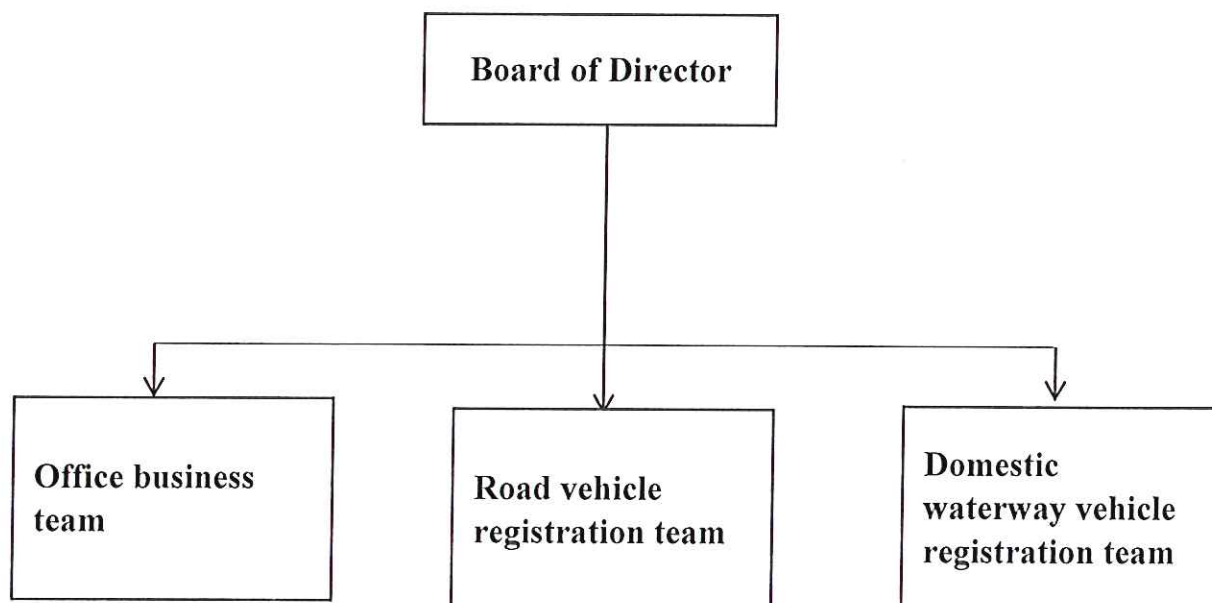 Board of Director
Office business
team
Road vehicle
registration team
Domestic
waterway vehicle
registration team